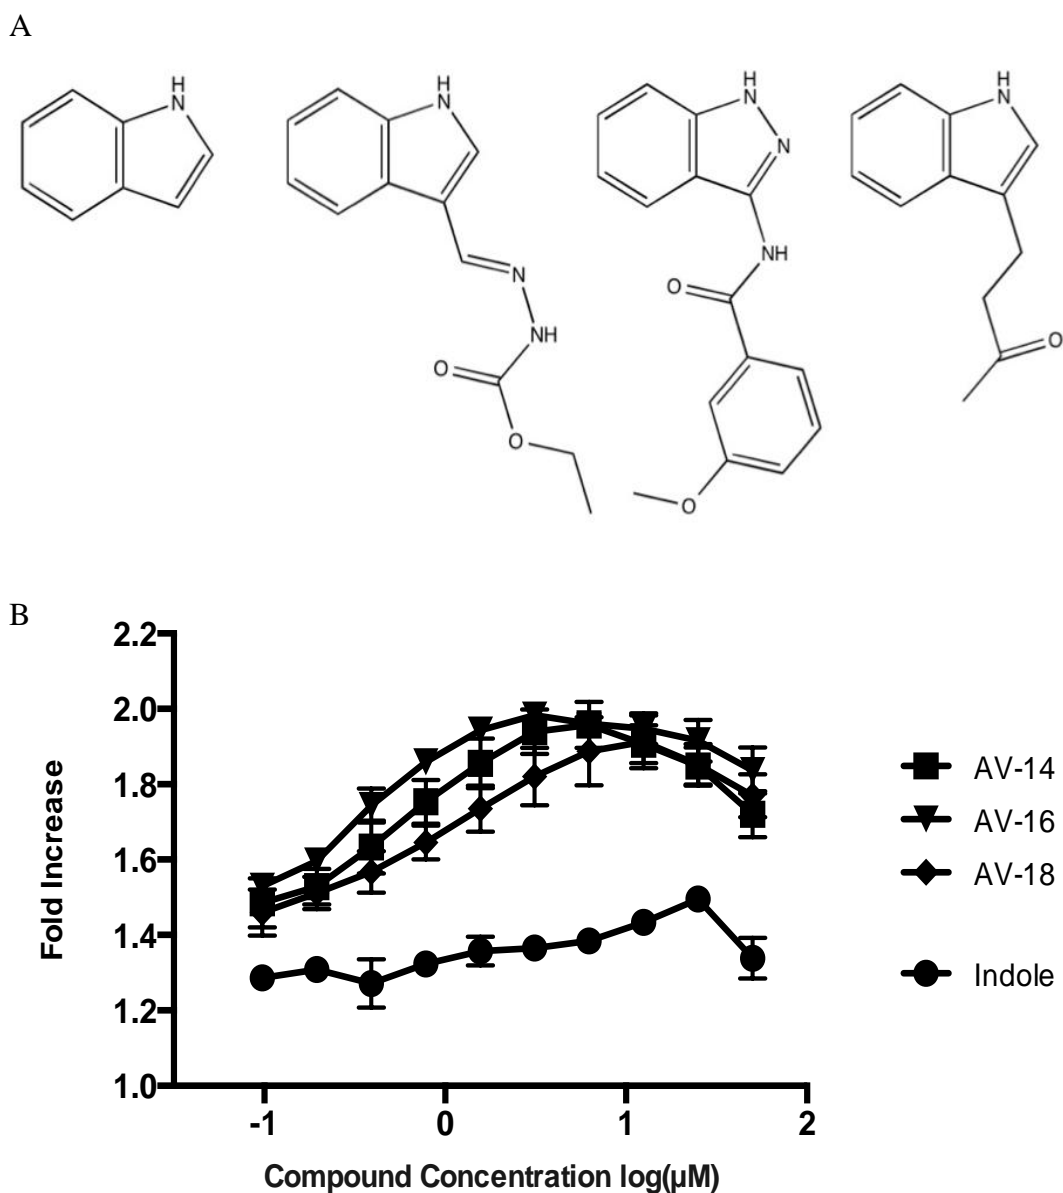 A
H
N
H
N
N
NH
O
O
H
N
N
NH
O
O
H
N
O
B
2.2
2.0
1.8
1.6
1.4
1.2
1.0
Fold Increase
-1 0 1 2
Compound Concentration log(µM)
AV-14
AV-16
AV-18
Indole